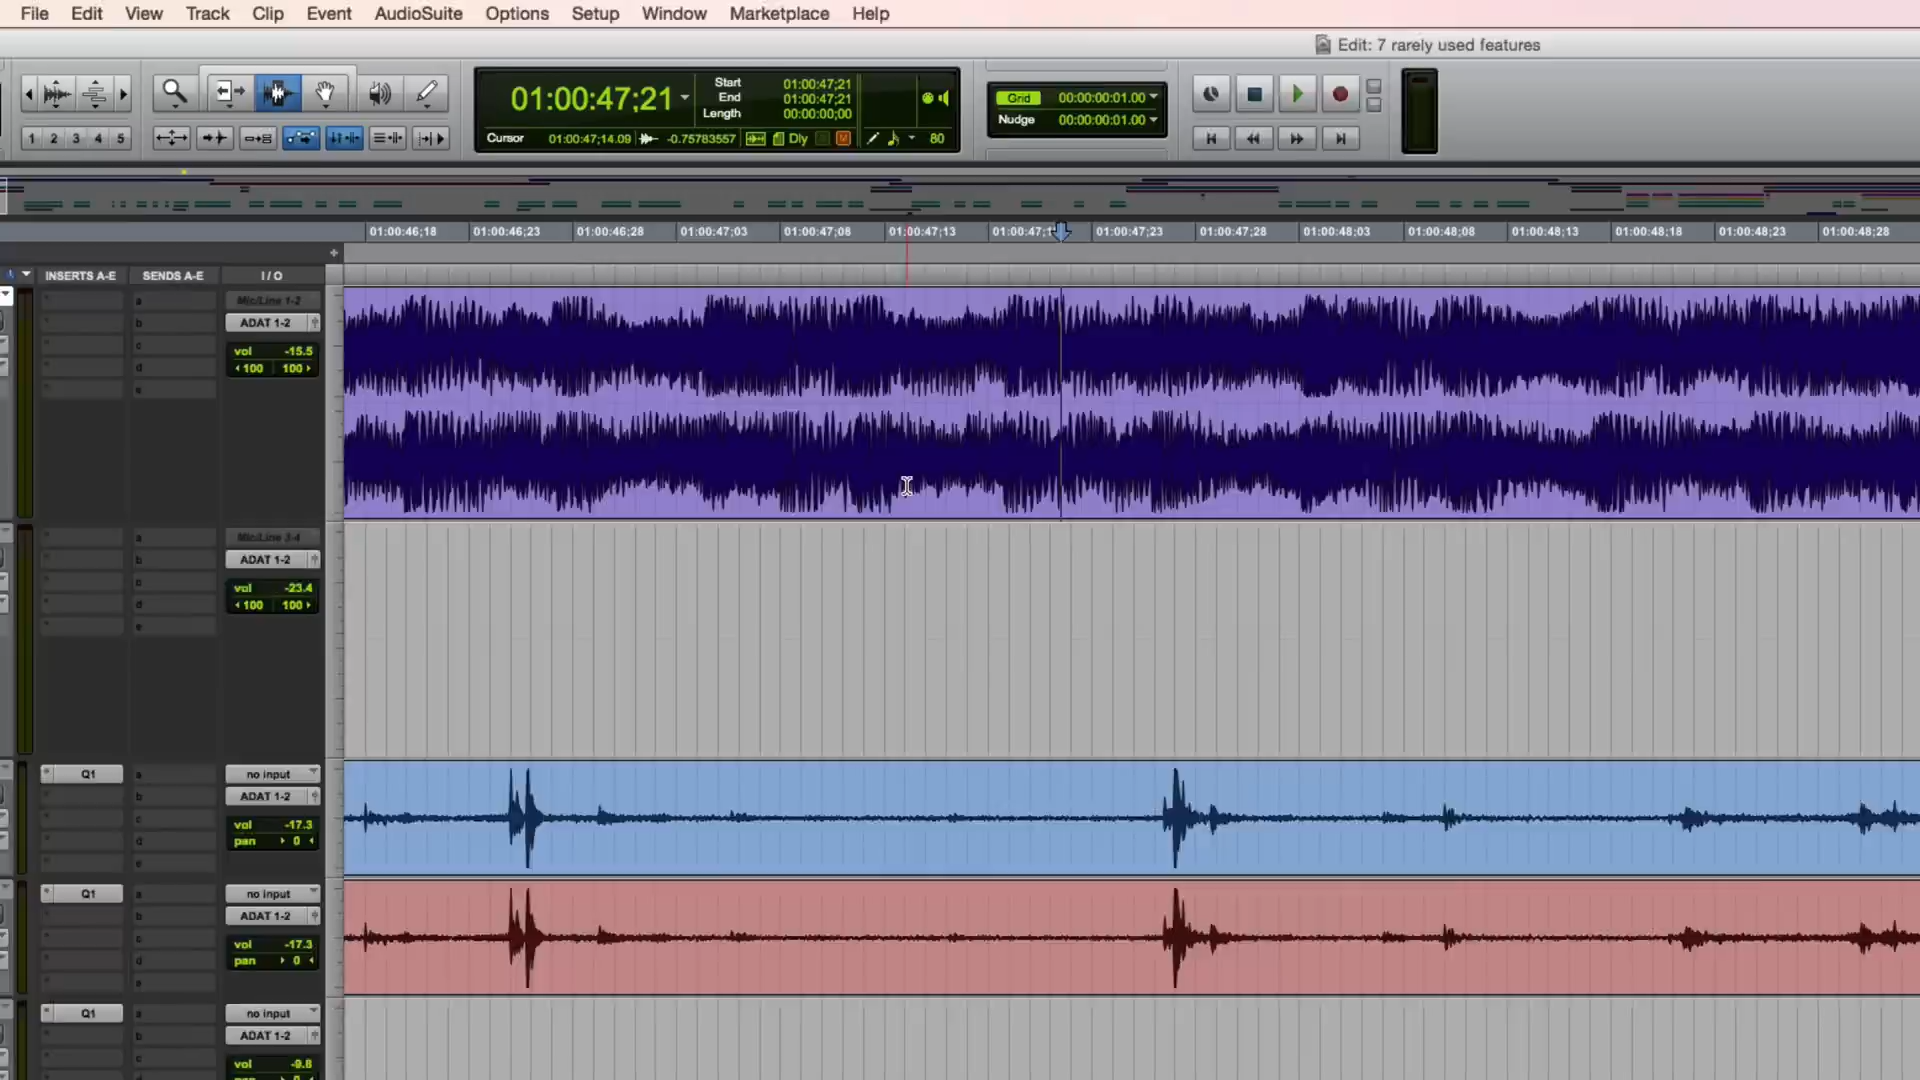 File Edit View Track Clip Event AudioSuite Options Setup Window Marketplace Help
Edit: 7 rarely used features
01:00:47;21
Start 01:00:47;21
End 01:00:47;21
Length 00:00:00;00
Cursor 01:00:47;14.09 -0.75783557 Dly M 80
Grid 00:00:00:01.00
Nudge 00:00:00:01.00
1 2 3 4 5
01:00:46;18 01:00:46;23 01:00:46;28 01:00:47;03 01:00:47;08 01:00:47;13 01:00:47;1 01:00:47;23 01:00:47;28 01:00:48;03 01:00:48;08 01:00:48;13 01:00:48;18 01:00:48;23 01:00:48;28
INSERTS A-E SENDS A-E I / O
a Mic/Line 1-2
b ADAT 1-2
c
vol -15.5
d 100 100
e
a Mic/Line 3-4
b ADAT 1-2
c
vol -23.4
d 100 100
e
Q1 a no input
b ADAT 1-2
c vol -17.3
d pan 0
e
Q1 a no input
b ADAT 1-2
c vol -17.3
d pan 0
e
Q1 a no input
b ADAT 1-2
c vol -9.8